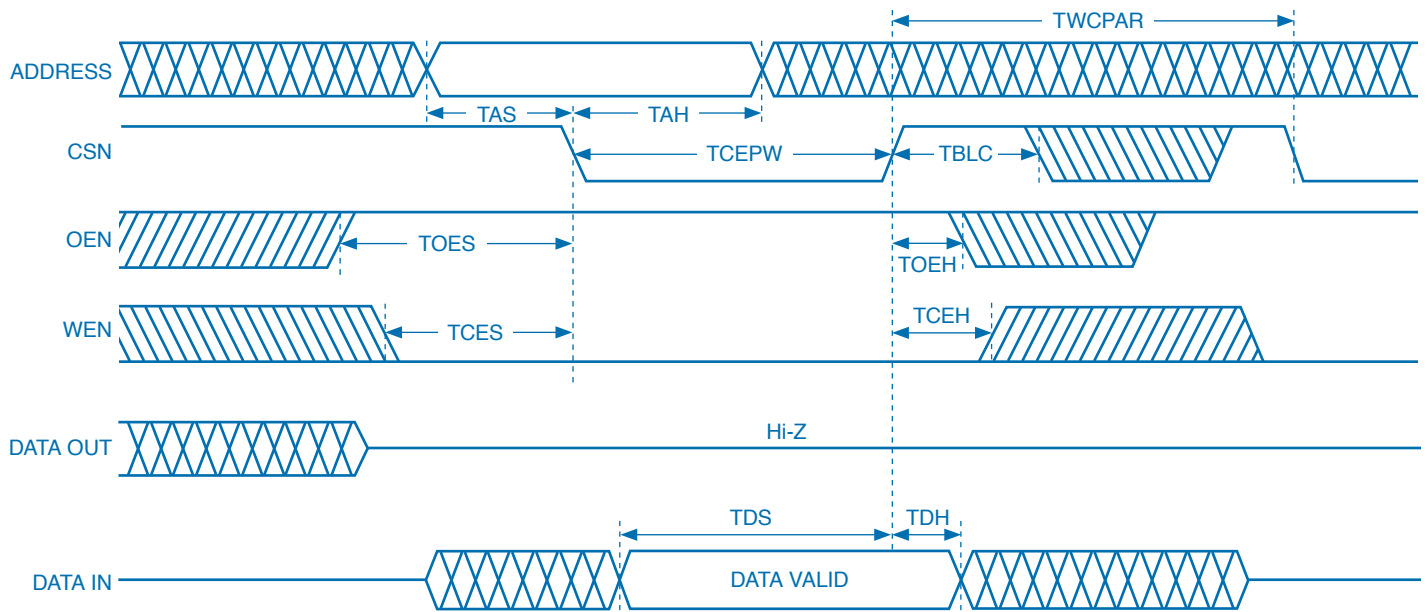 TWCPAR
ADDRESS
TAS TAH
CSN TCEPW TBLC
OEN TOES
TOEH
WEN TCES TCEH
DATA OUT Hi-Z
TDS TDH
DATA IN DATA VALID